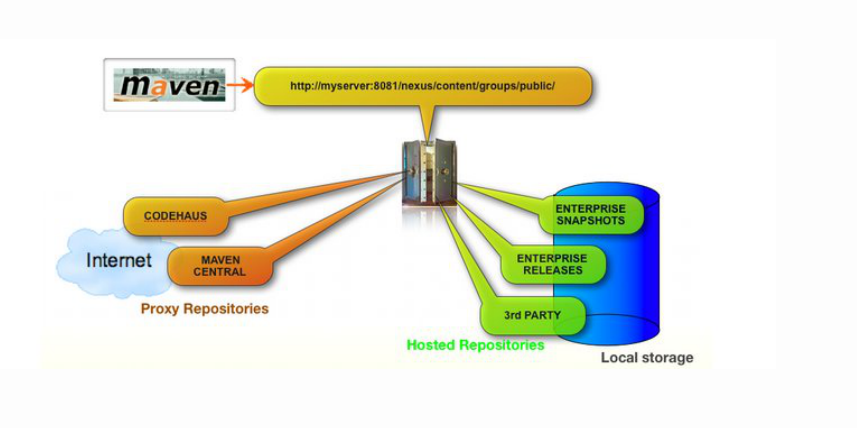 maven
http://myserver:8081/nexus/content/groups/public/
CODEHAUS
Internet
MAVEN
CENTRAL
Proxy Repositories
ENTERPRISE
SNAPSHOTS
ENTERPRISE
RELEASES
3rd PARTY
Hosted Repositories
Local storage